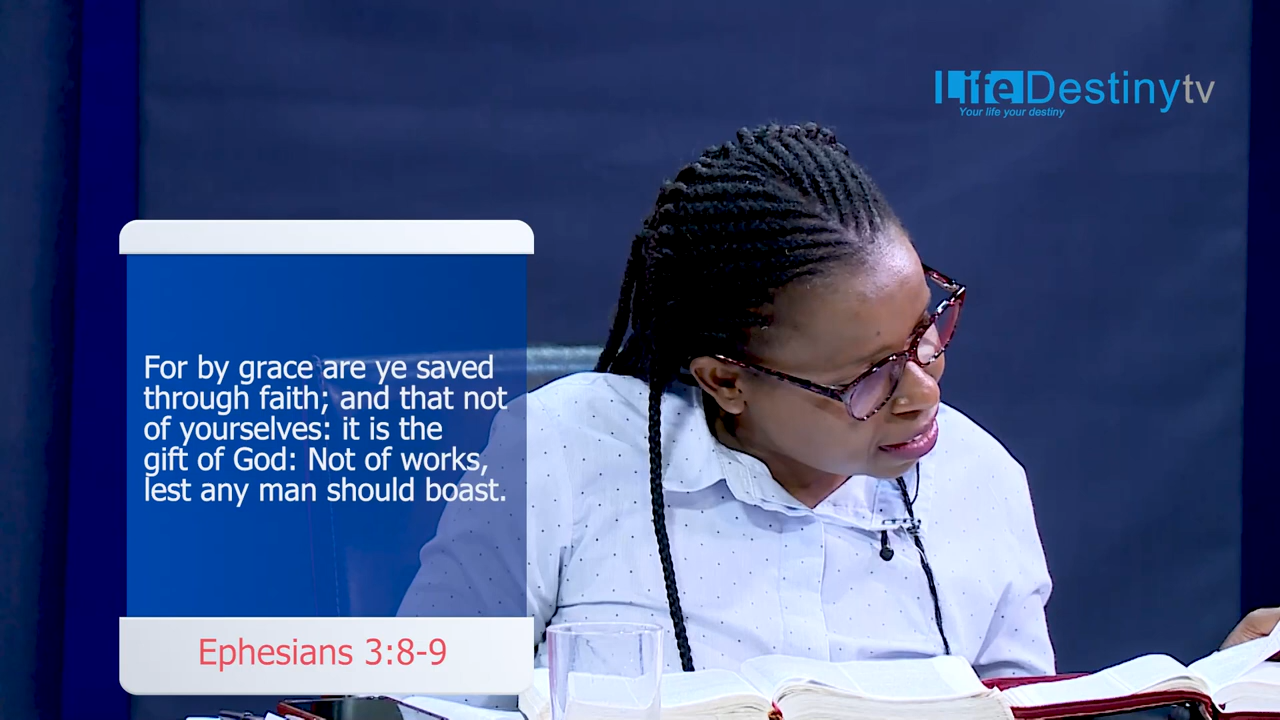 LifeDestinytv
Your life your destiny
For by grace are ye saved
through faith; and that not
of yourselves: it is the
gift of God: Not of works,
lest any man should boast.
Ephesians 3:8-9